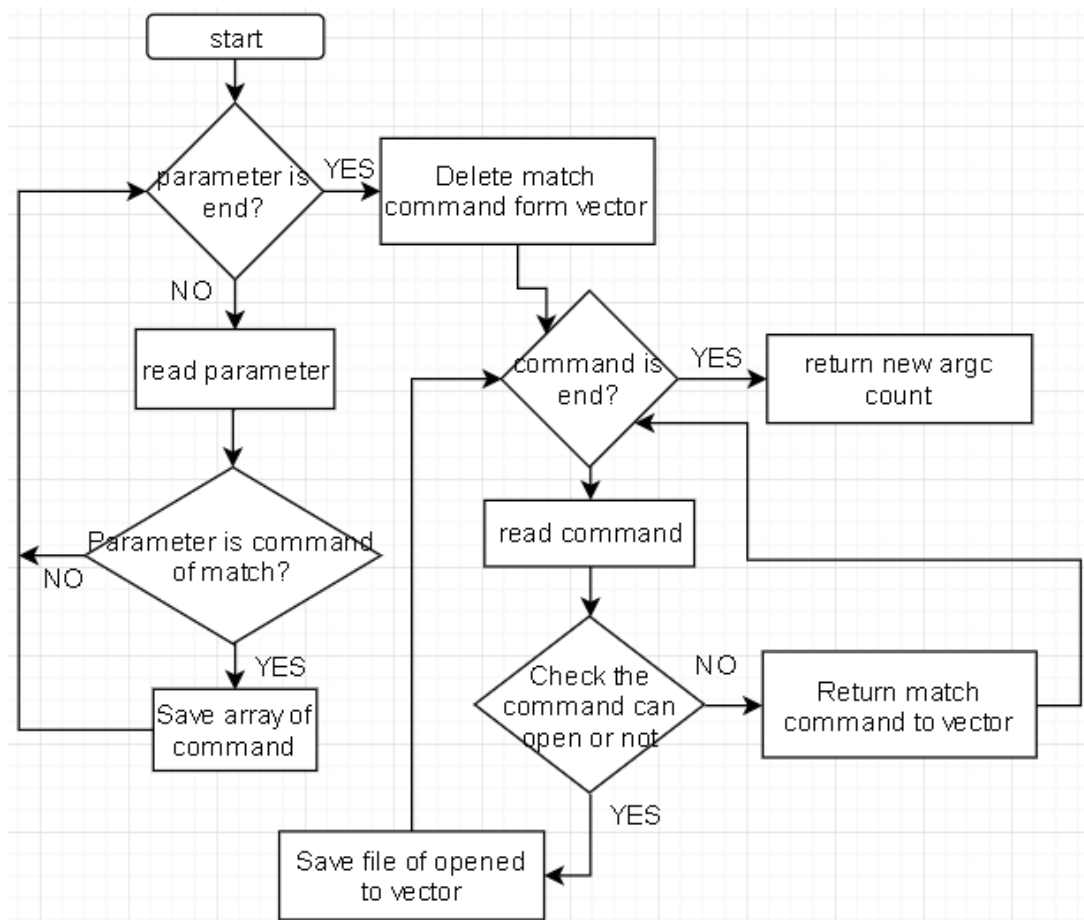 start
parameter is
end?
YES
Delete match
command form vector
NO
read parameter
command is
end?
YES
return new argc
count
Parameter is command
of match?
NO
YES
read command
Save array of
command
Check the
command can
open or not
NO
Return match
command to vector
YES
Save file of opened
to vector